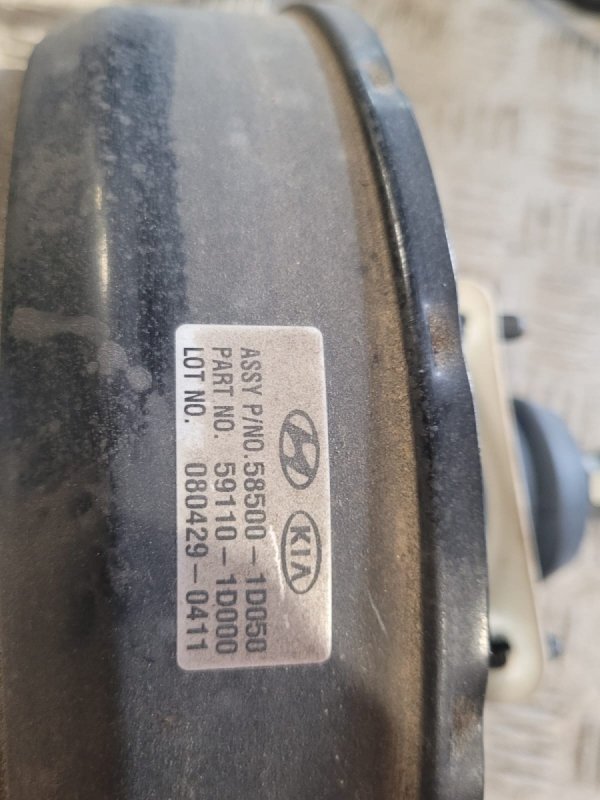 KIA
ASSY P/NO. 58500-1D050
PART NO. 59110-1D000
LOT NO. 080429-0411